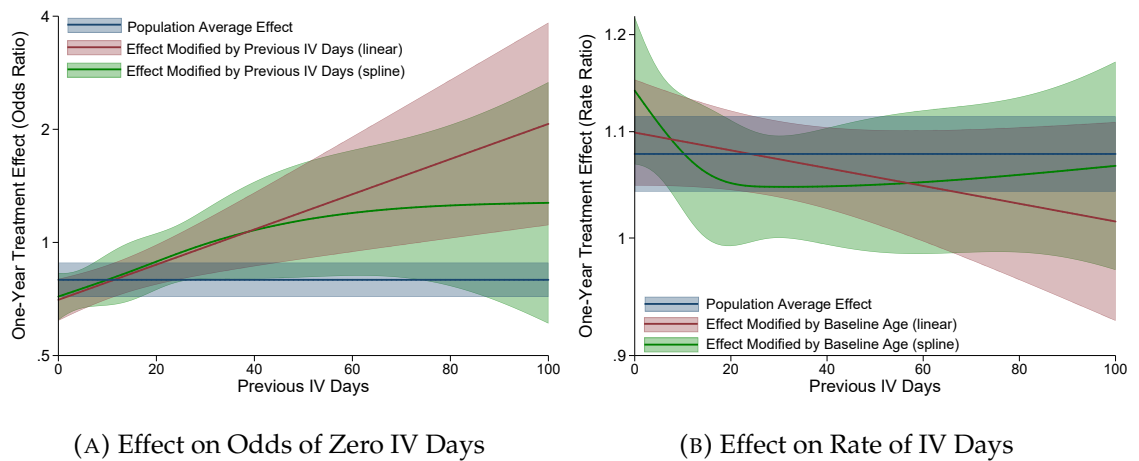 4
2
1
.5
One-Year Treatment Effect (Odds Ratio)
Population Average Effect
Effect Modified by Previous IV Days (linear)
Effect Modified by Previous IV Days (spline)
0 20 40 60 80 100
Previous IV Days
(A) Effect on Odds of Zero IV Days
1.2
1.1
1
.9
One-Year Treatment Effect (Rate Ratio)
Population Average Effect
Effect Modified by Baseline Age (linear)
Effect Modified by Baseline Age (spline)
0 20 40 60 80 100
Previous IV Days
(B) Effect on Rate of IV Days